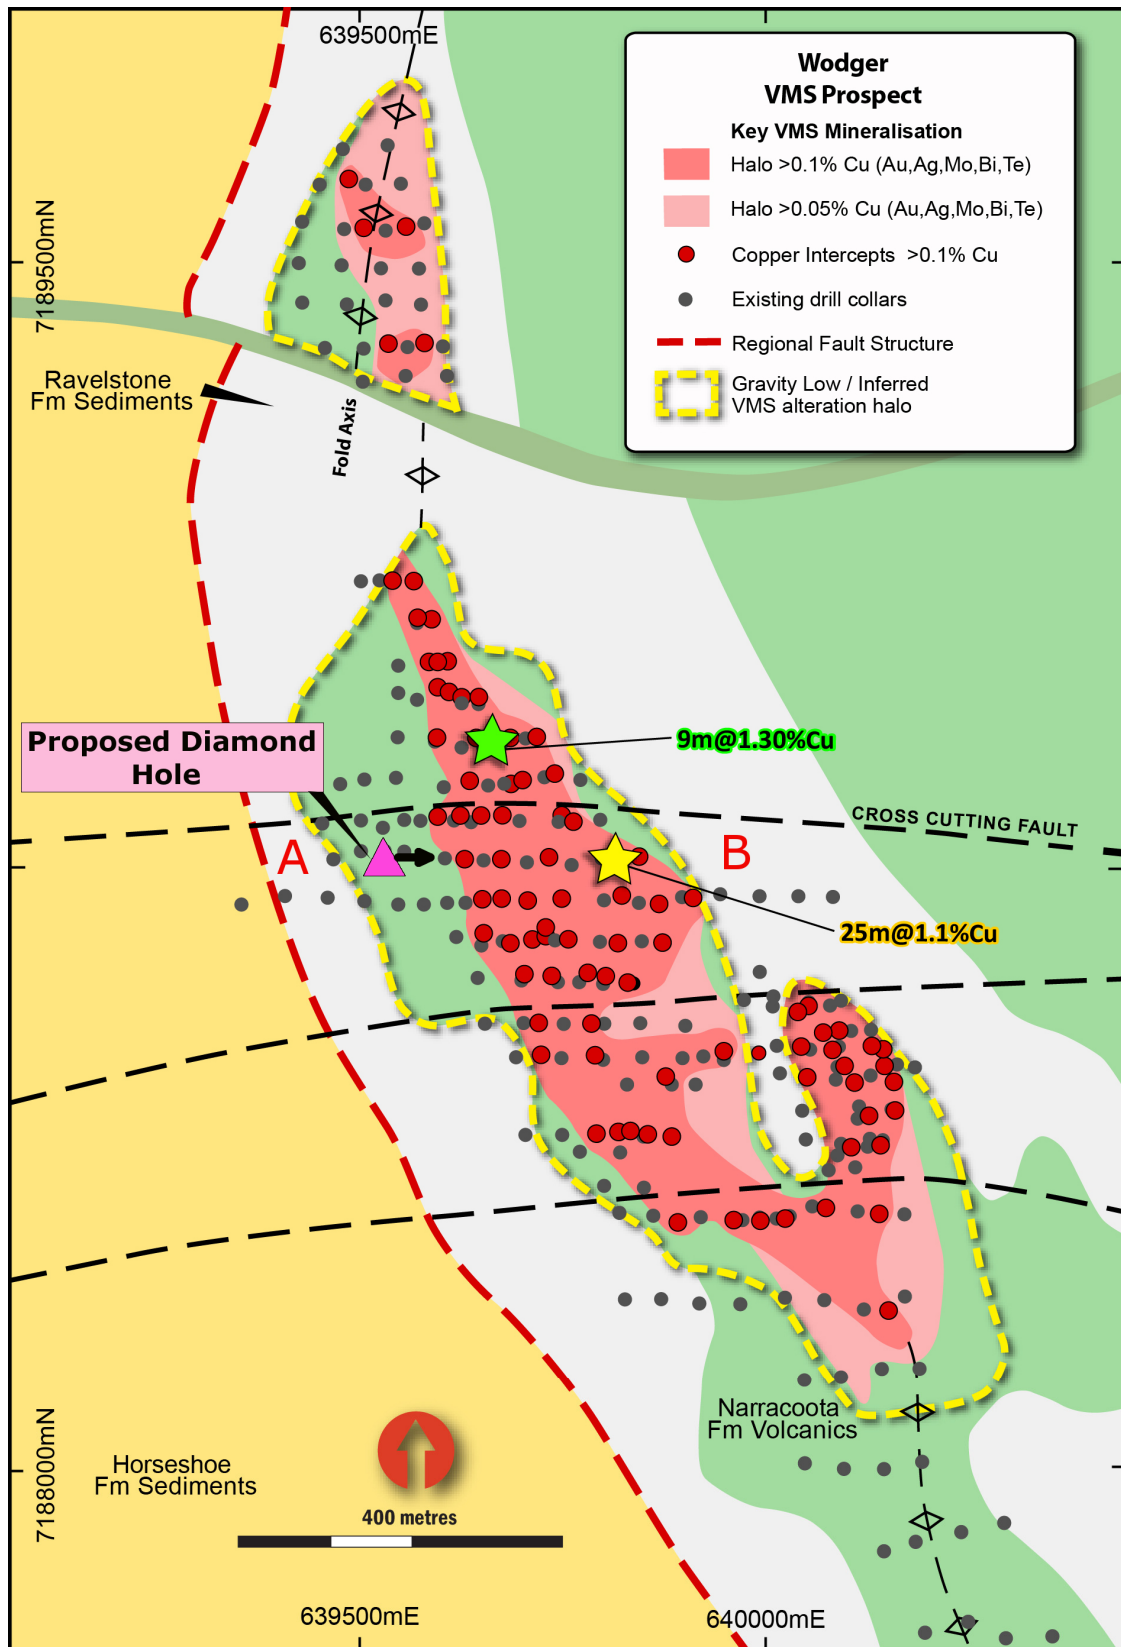 639500mE
Wodger
VMS Prospect
Key VMS Mineralisation
Halo >0.1% Cu (Au,Ag,Mo,Bi,Te)
Halo >0.05% Cu (Au,Ag,Mo,Bi,Te)
Copper Intercepts >0.1% Cu
Existing drill collars
Regional Fault Structure
Gravity Low / Inferred
VMS alteration halo
7189500mN
Ravelstone
Fm Sediments
Fold Axis
Proposed Diamond
Hole
9m@1.30%Cu
CROSS CUTTING FAULT
A
B
25m@1.1%Cu
Narracoota
Fm Volcanics
7188000mN
Horseshoe
Fm Sediments
400 metres
639500mE
640000mE